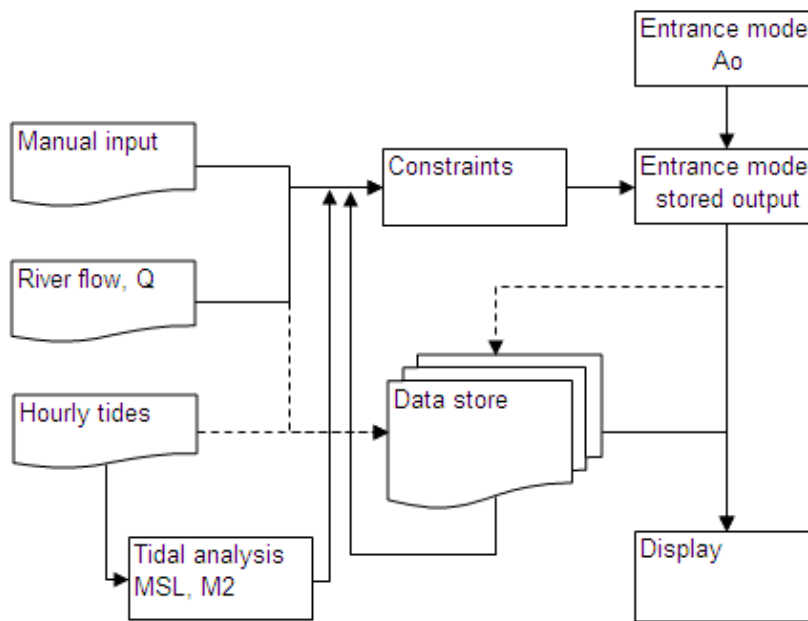 Entrance mode
Ao
Manual input
Constraints
Entrance mode
stored output
River flow, Q
Hourly tides
Data store
Tidal analysis
MSL, M2
Display